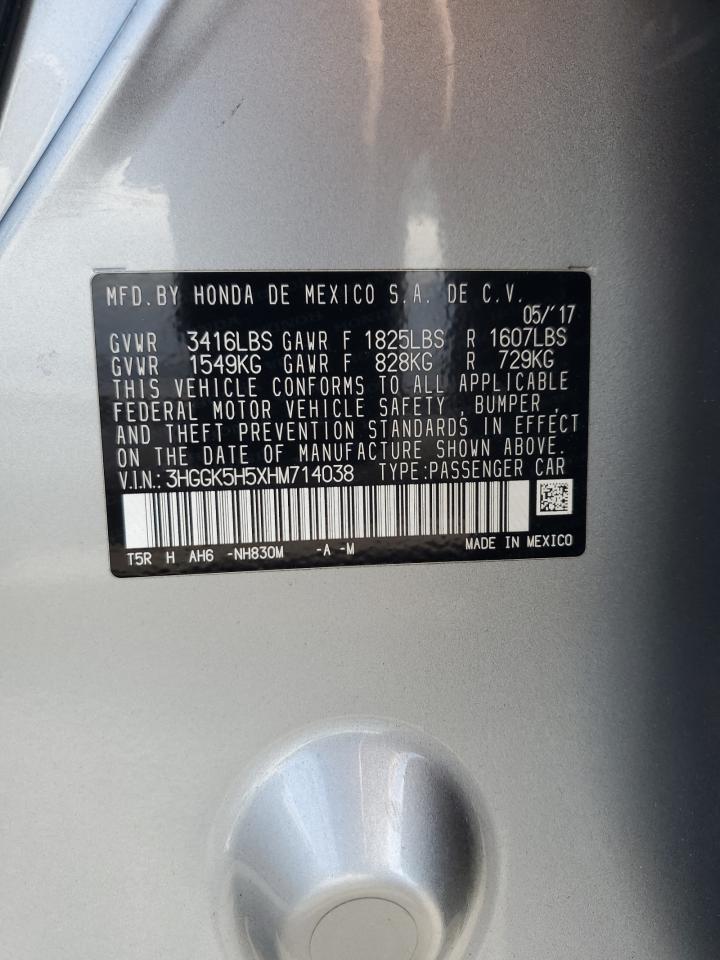 MFD.BY HONDA DE MEXICO S.A. DE C.V.
05/'17
GVWR 3416LBS GAWR F 1825LBS R 1607LBS
GVWR 1549KG GAWR F 828KG R 729KG
THIS VEHICLE CONFORMS TO ALL APPLICABLE
FEDERAL MOTOR VEHICLE SAFETY , BUMPER ,
AND THEFT PREVENTION STANDARDS IN EFFECT
ON THE DATE OF MANUFACTURE SHOWN ABOVE.
V.I.N.: 3HGGK5H5XHM714038 TYPE:PASSENGER CAR
T5R H AH6 -NH830M -A -M MADE IN MEXICO